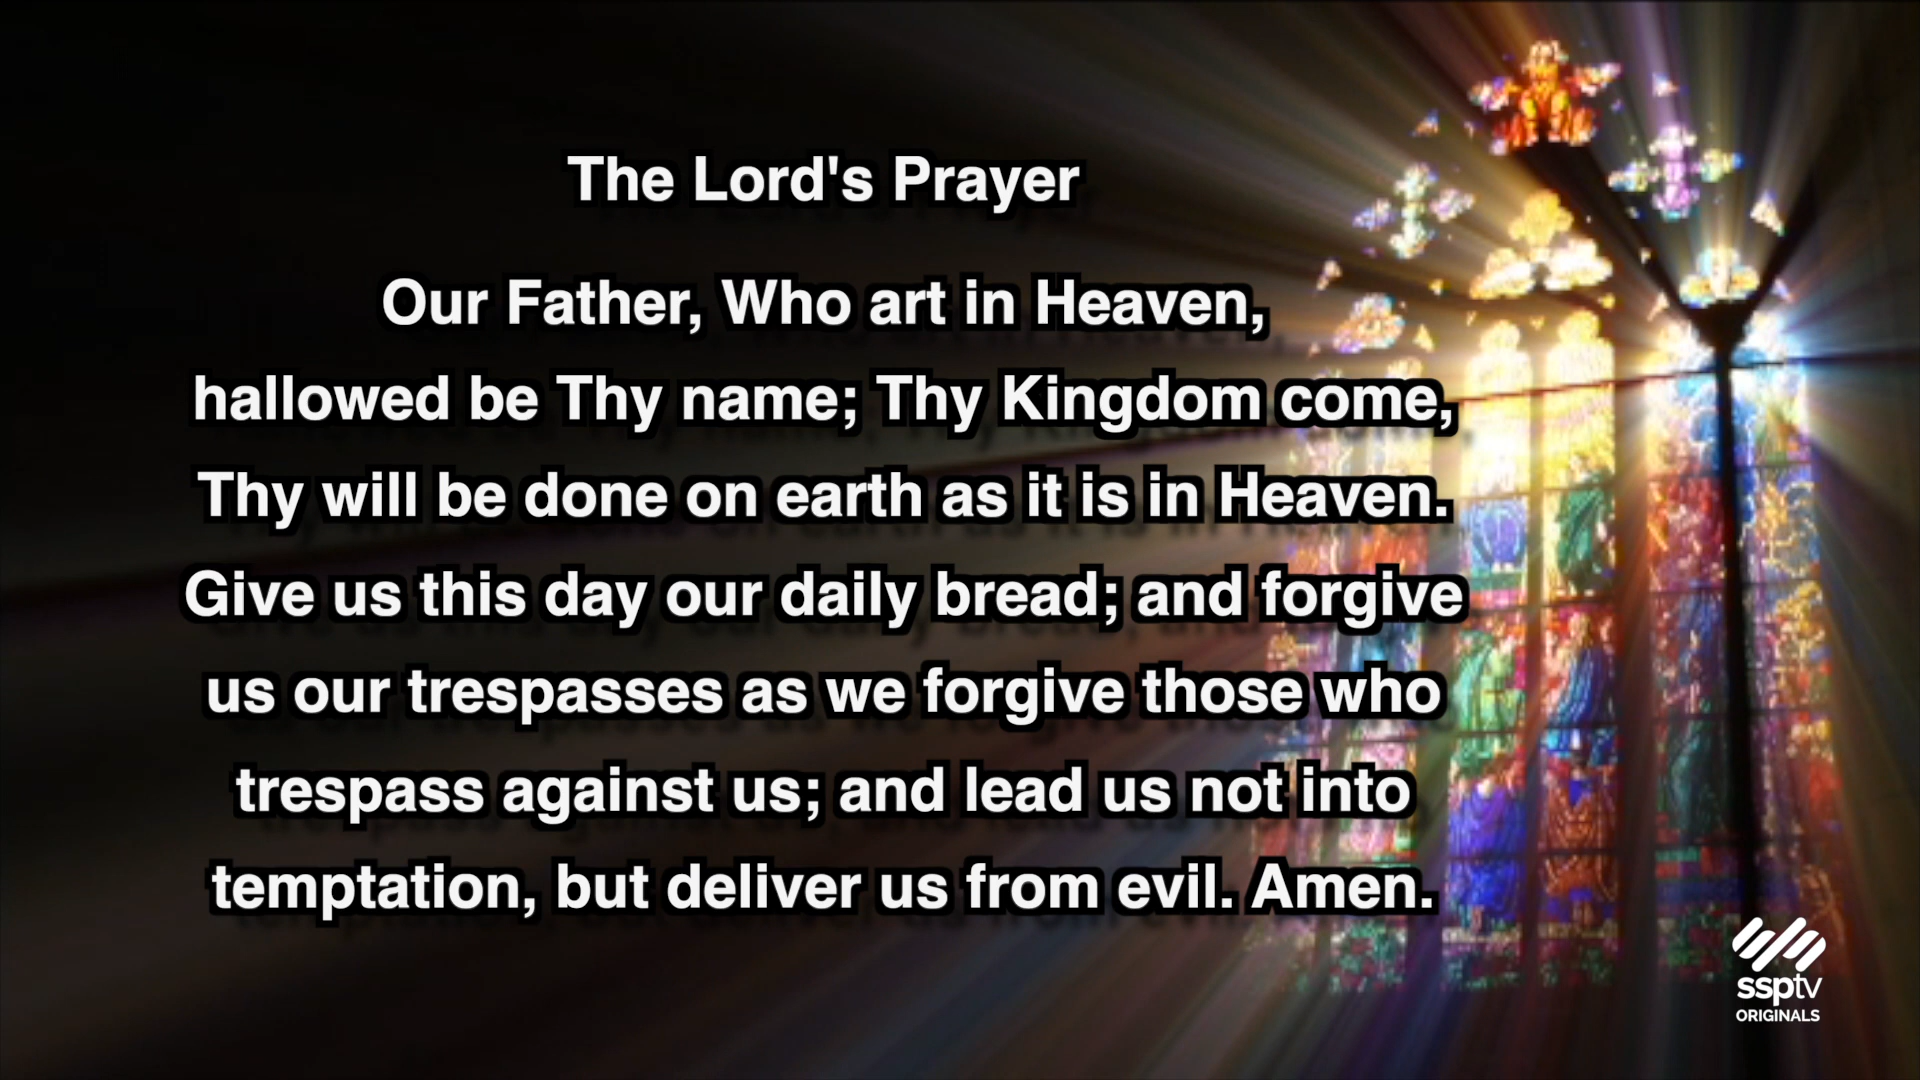 The Lord's Prayer
Our Father, Who art in Heaven,
hallowed be Thy name; Thy Kingdom come,
Thy will be done on earth as it is in Heaven.
Give us this day our daily bread; and forgive
us our trespasses as we forgive those who
trespass against us; and lead us not into
temptation, but deliver us from evil. Amen.
ssptv
ORIGINALS